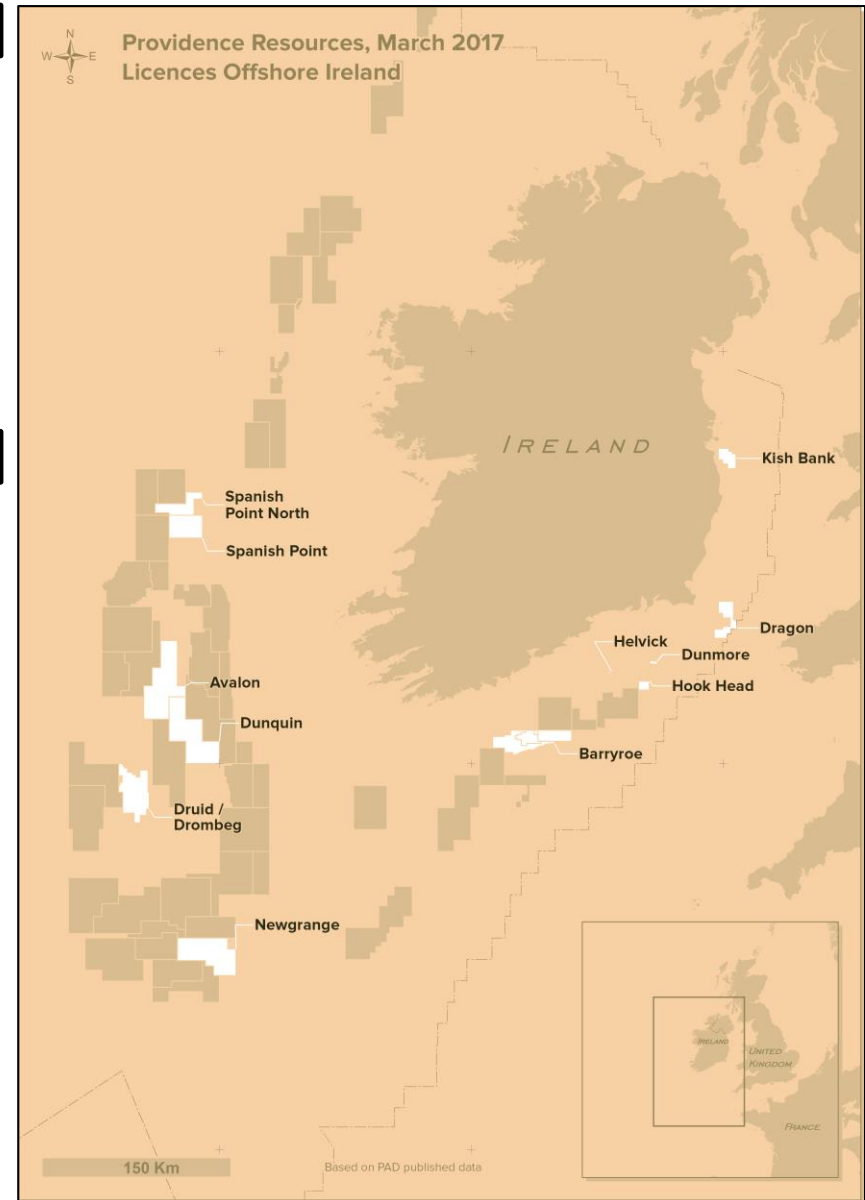 N
W E
S
Providence Resources, March 2017
Licences Offshore Ireland
IRELAND
Kish Bank
Spanish
Point North
Spanish Point
Dragon
Helvick
Dunmore
Hook Head
Avalon
Dunquin
Barryroe
Druid /
Drombeg
Newgrange
IRELAND
UNITED
KINGDOM
FRANCE
150 Km
Based on PAD published data